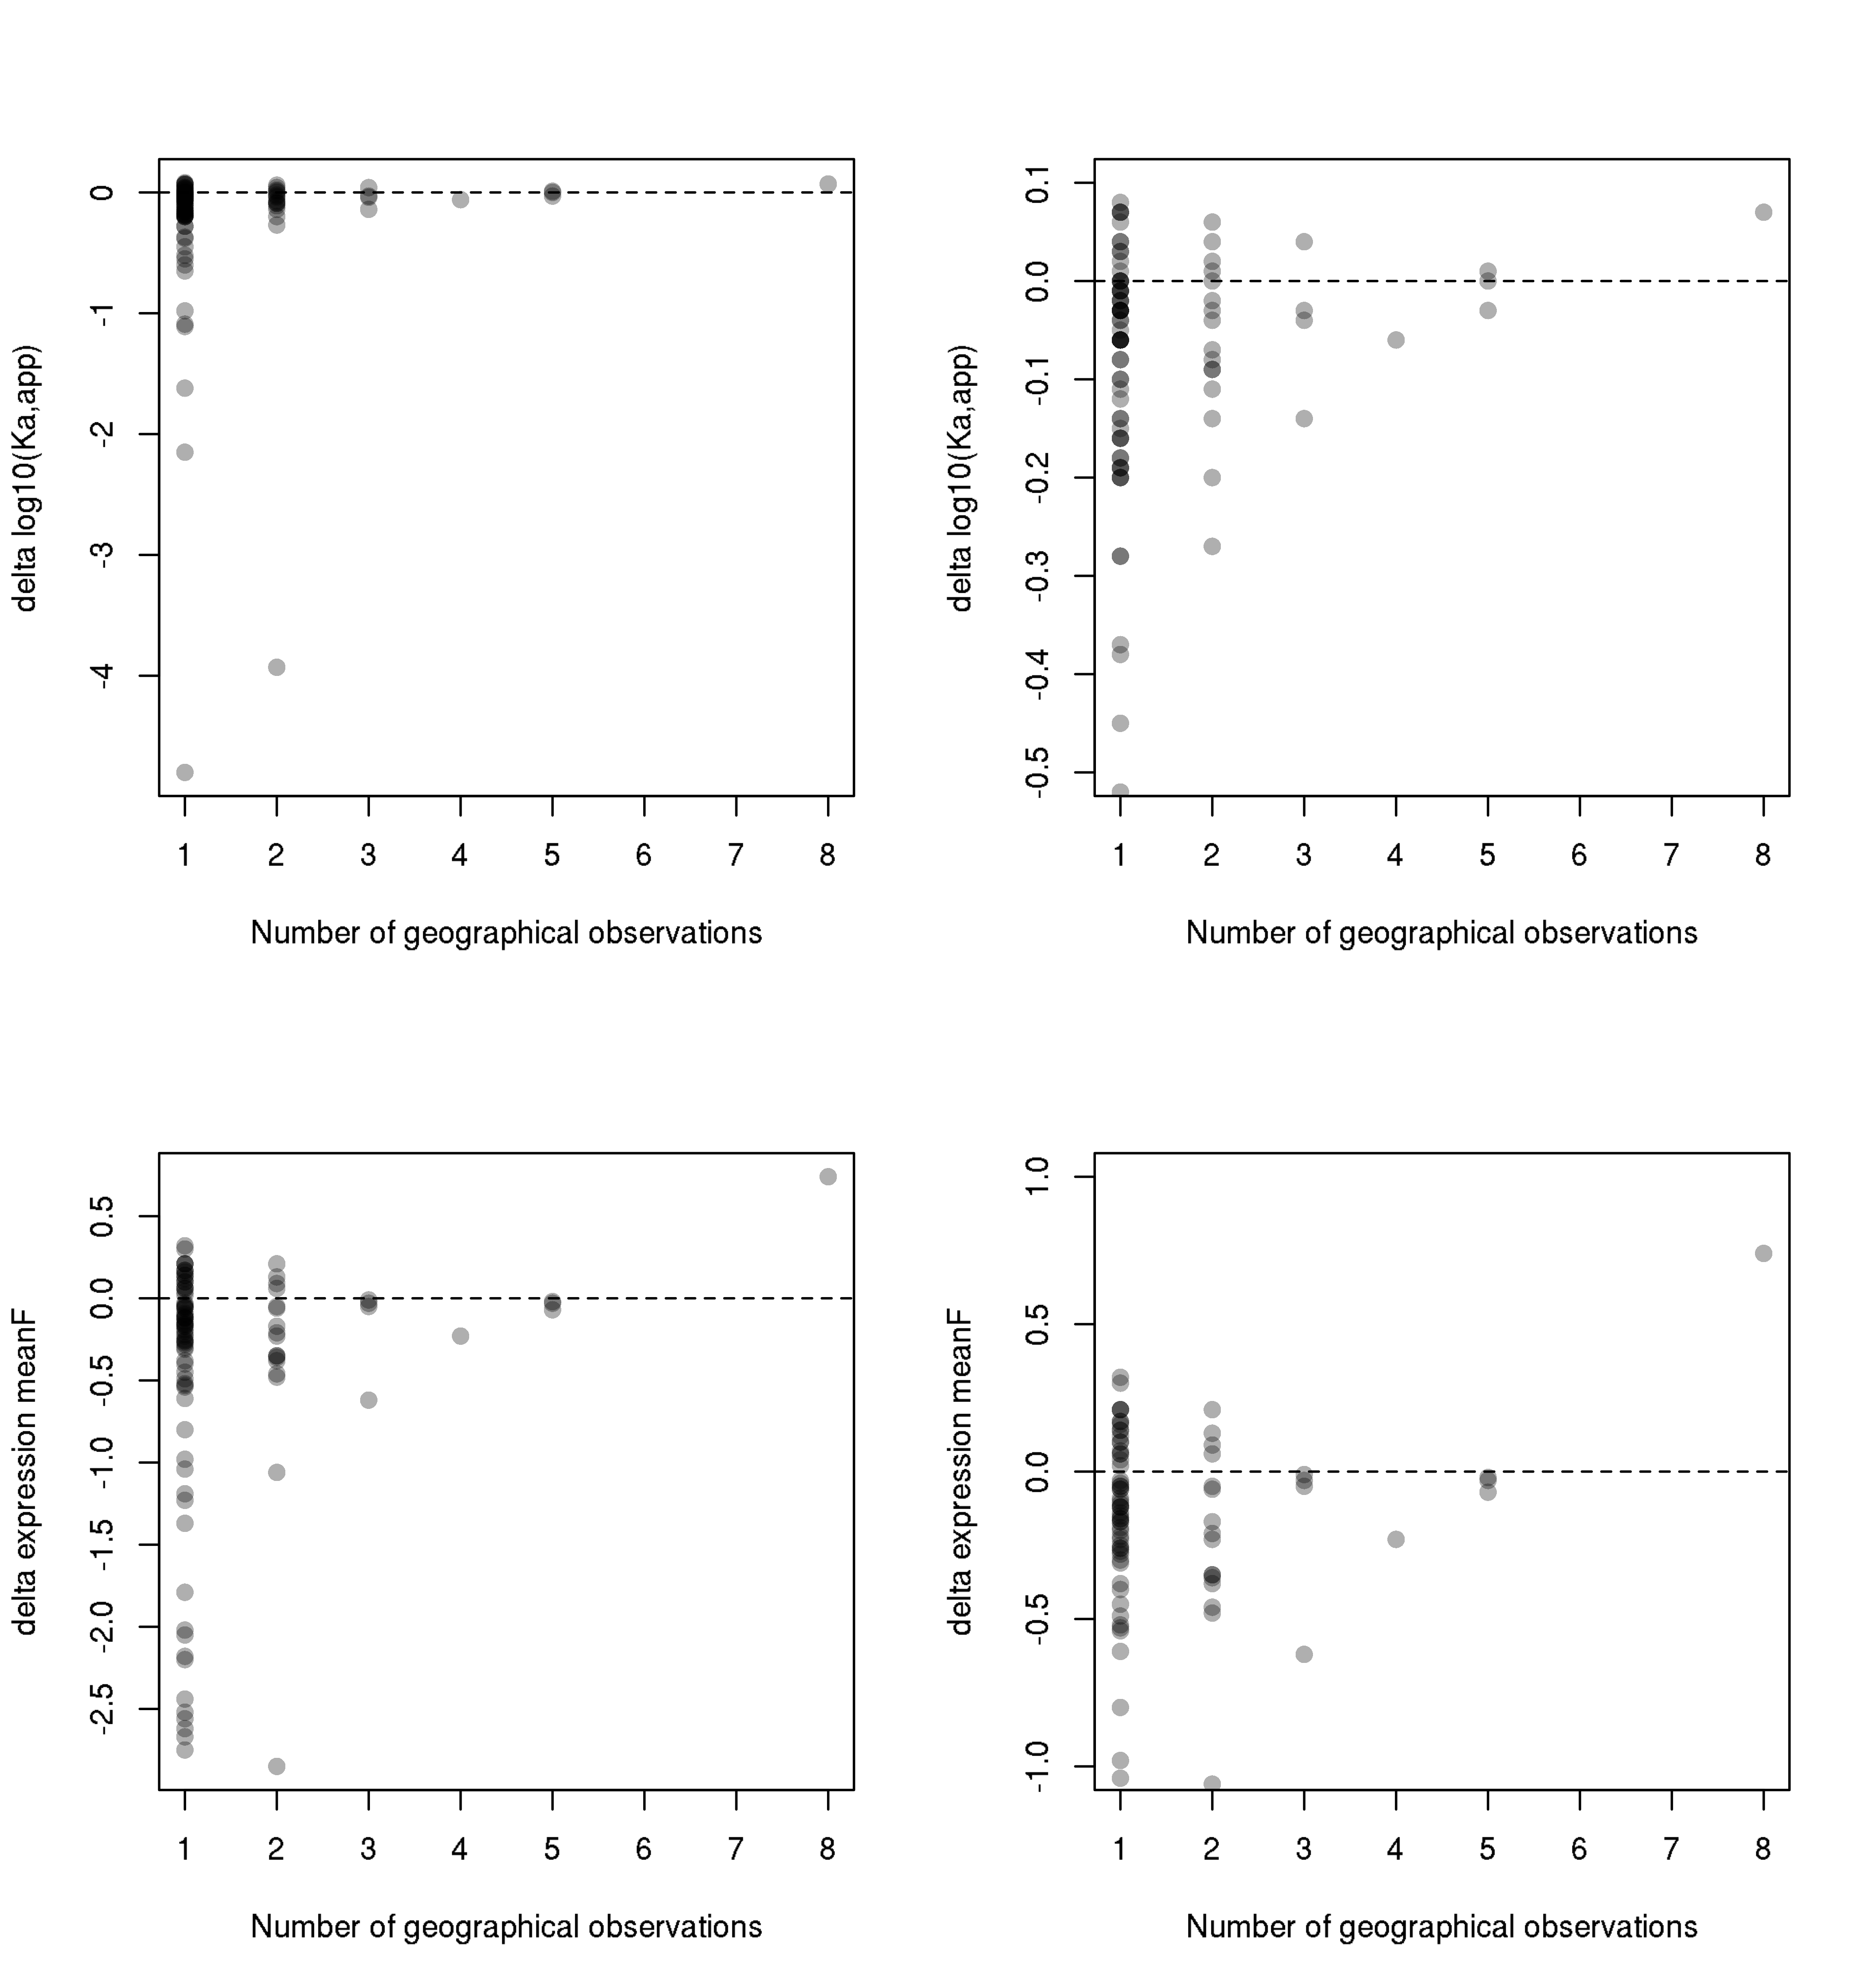 delta log10(Ka,app)
0
-1
-2
-3
-4
1 2 3 4 5 6 7 8
Number of geographical observations
delta log10(Ka,app)
0.1
0.0
-0.1
-0.2
-0.3
-0.4
-0.5
1 2 3 4 5 6 7 8
Number of geographical observations
delta expression meanF
0.5
0.0
-0.5
-1.0
-1.5
-2.0
-2.5
1 2 3 4 5 6 7 8
Number of geographical observations
delta expression meanF
1.0
0.5
0.0
-0.5
-1.0
1 2 3 4 5 6 7 8
Number of geographical observations